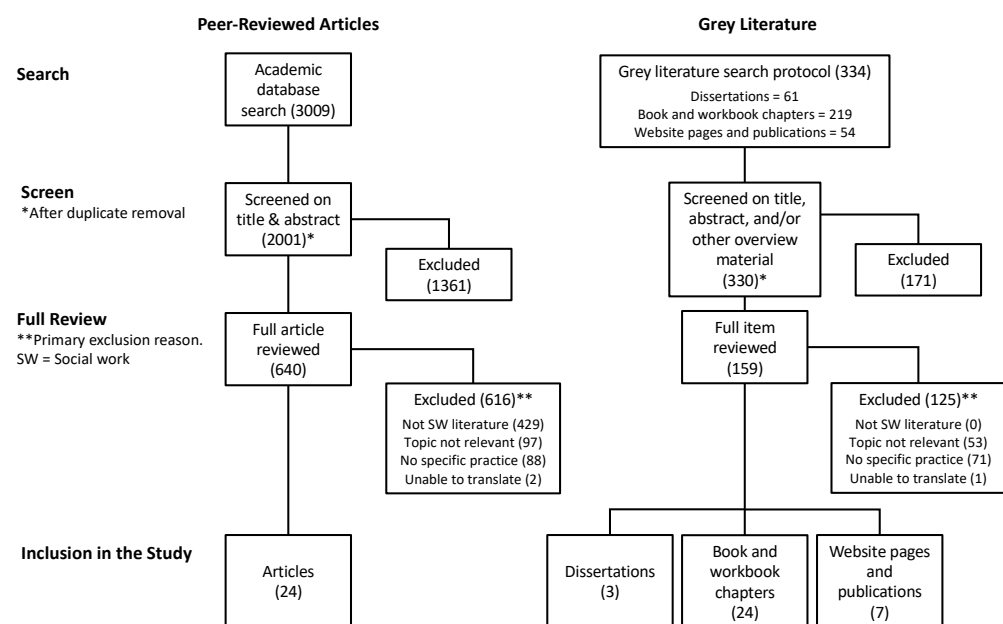 Peer-Reviewed Articles
Grey Literature
Search
Academic
database
search (3009)
Grey literature search protocol (334)
Dissertations = 61
Book and workbook chapters = 219
Website pages and publications = 54
Screen
*After duplicate removal
Screened on
title & abstract
(2001)*
Excluded
(1361)
Screened on title,
abstract, and/or
other overview
material
(330)*
Excluded
(171)
Full Review
**Primary exclusion reason.
SW = Social work
Full article
reviewed
(640)
Excluded (616)**
Not SW literature (429)
Topic not relevant (97)
No specific practice (88)
Unable to translate (2)
Full item
reviewed
(159)
Excluded (125)**
Not SW literature (0)
Topic not relevant (53)
No specific practice (71)
Unable to translate (1)
Inclusion in the Study
Articles
(24)
Dissertations
(3)
Book and
workbook
chapters
(24)
Website pages
and
publications
(7)